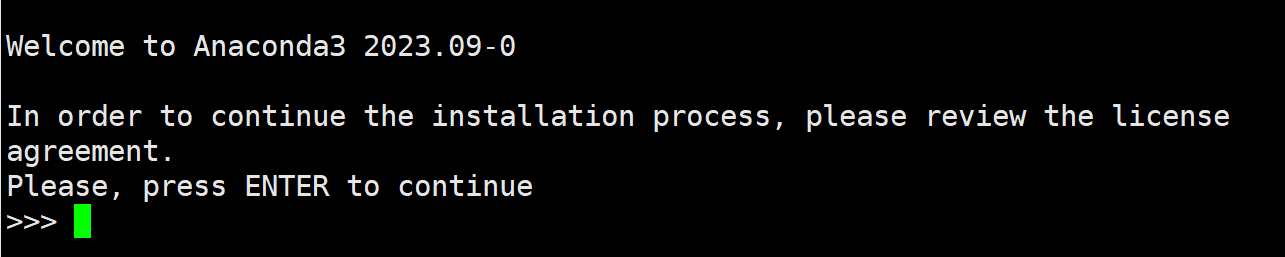 Welcome to Anaconda3 2023.09-0
In order to continue the installation process, please review the license
agreement.
Please, press ENTER to continue
>>>